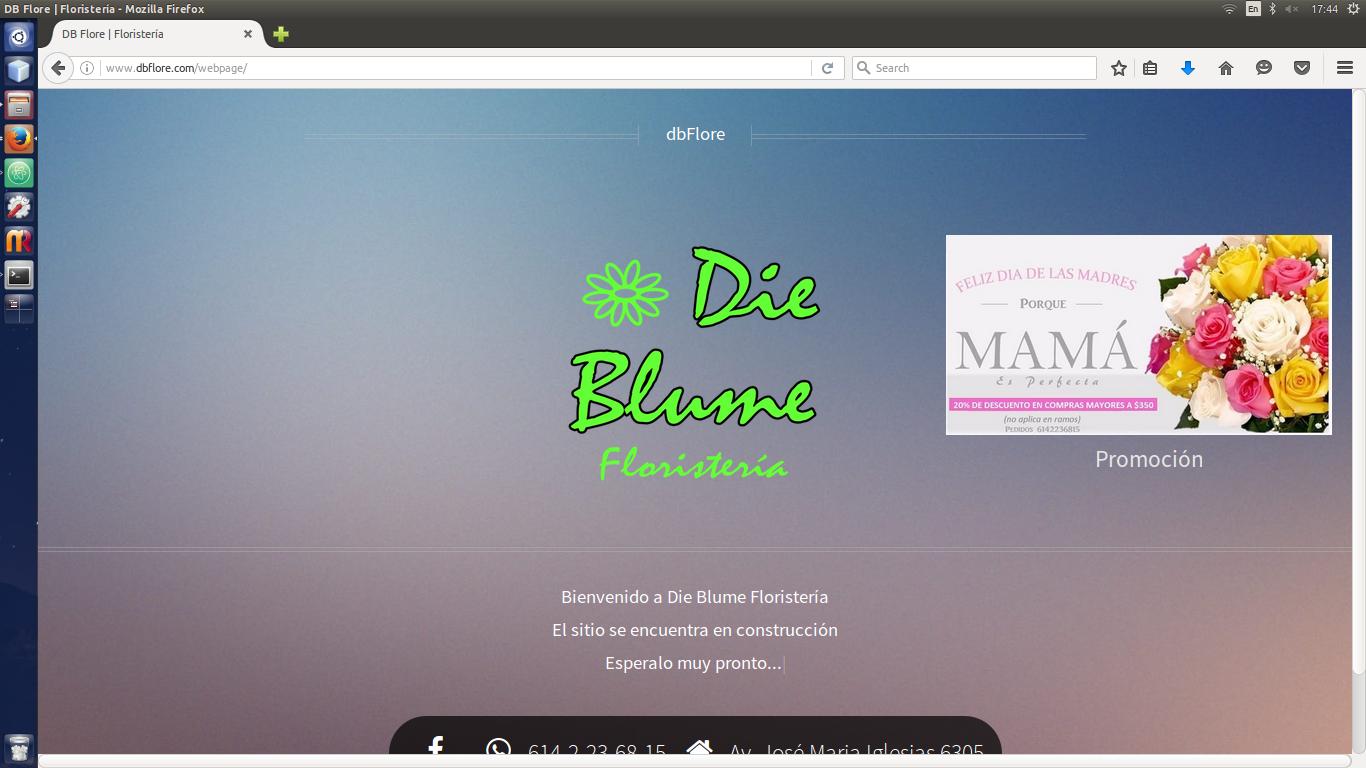 DB Flore | Floristería - Mozilla Firefox
En
17:44
DB Flore | Floristería
www.dbflore.com/webpage/
Search
dbFlore
Die
Blume
Floristería
FELIZ DIA DE LAS MADRES
PORQUE
MAMÁ
Es Perfecta
20% DE DESCUENTO EN COMPRAS MAYORES A $350
(no aplica en ramos)
PEDIDOS 6142236815
Promoción
Bienvenido a Die Blume Floristería
El sitio se encuentra en construcción
Esperalo muy pronto...
614-2-23-68-15
Av. José Maria Iglesias 6305